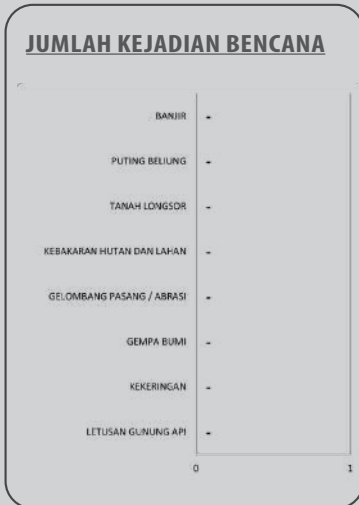 JUMLAH KEJADIAN BENCANA
BANJIR -
PUTING BELIUNG -
TANAH LONGSOR -
KEBAKARAN HUTAN DAN LAHAN -
GELOMBANG PASANG / ABRASI -
GEMPA BUMI -
KEKERINGAN -
LETUSAN GUNUNG API -
0 1